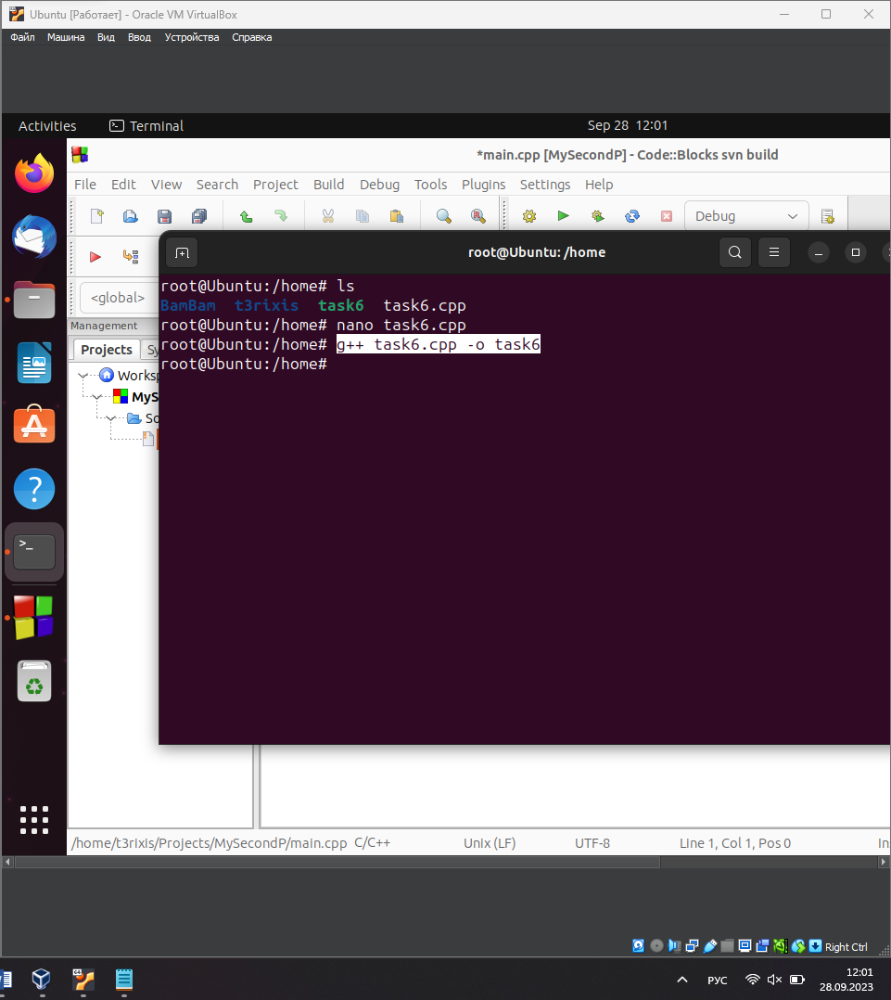 Ubuntu [Работает] - Oracle VM VirtualBox
Файл Машина Вид Ввод Устройства Справка
Activities Terminal Sep 28 12:01
*main.cpp [MySecondP] - Code::Blocks svn build
File Edit View Search Project Build Debug Tools Plugins Settings Help
Debug
root@Ubuntu: /home
<global>
Management
Projects Sy
Worksp
MyS
So
root@Ubuntu:/home# ls
BamBam t3rixis task6 task6.cpp
root@Ubuntu:/home# nano task6.cpp
root@Ubuntu:/home# g++ task6.cpp -o task6
root@Ubuntu:/home#
/home/t3rixis/Projects/MySecondP/main.cpp C/C++ Unix (LF) UTF-8 Line 1, Col 1, Pos 0 In
Right Ctrl
РУС 12:01
28.09.2023